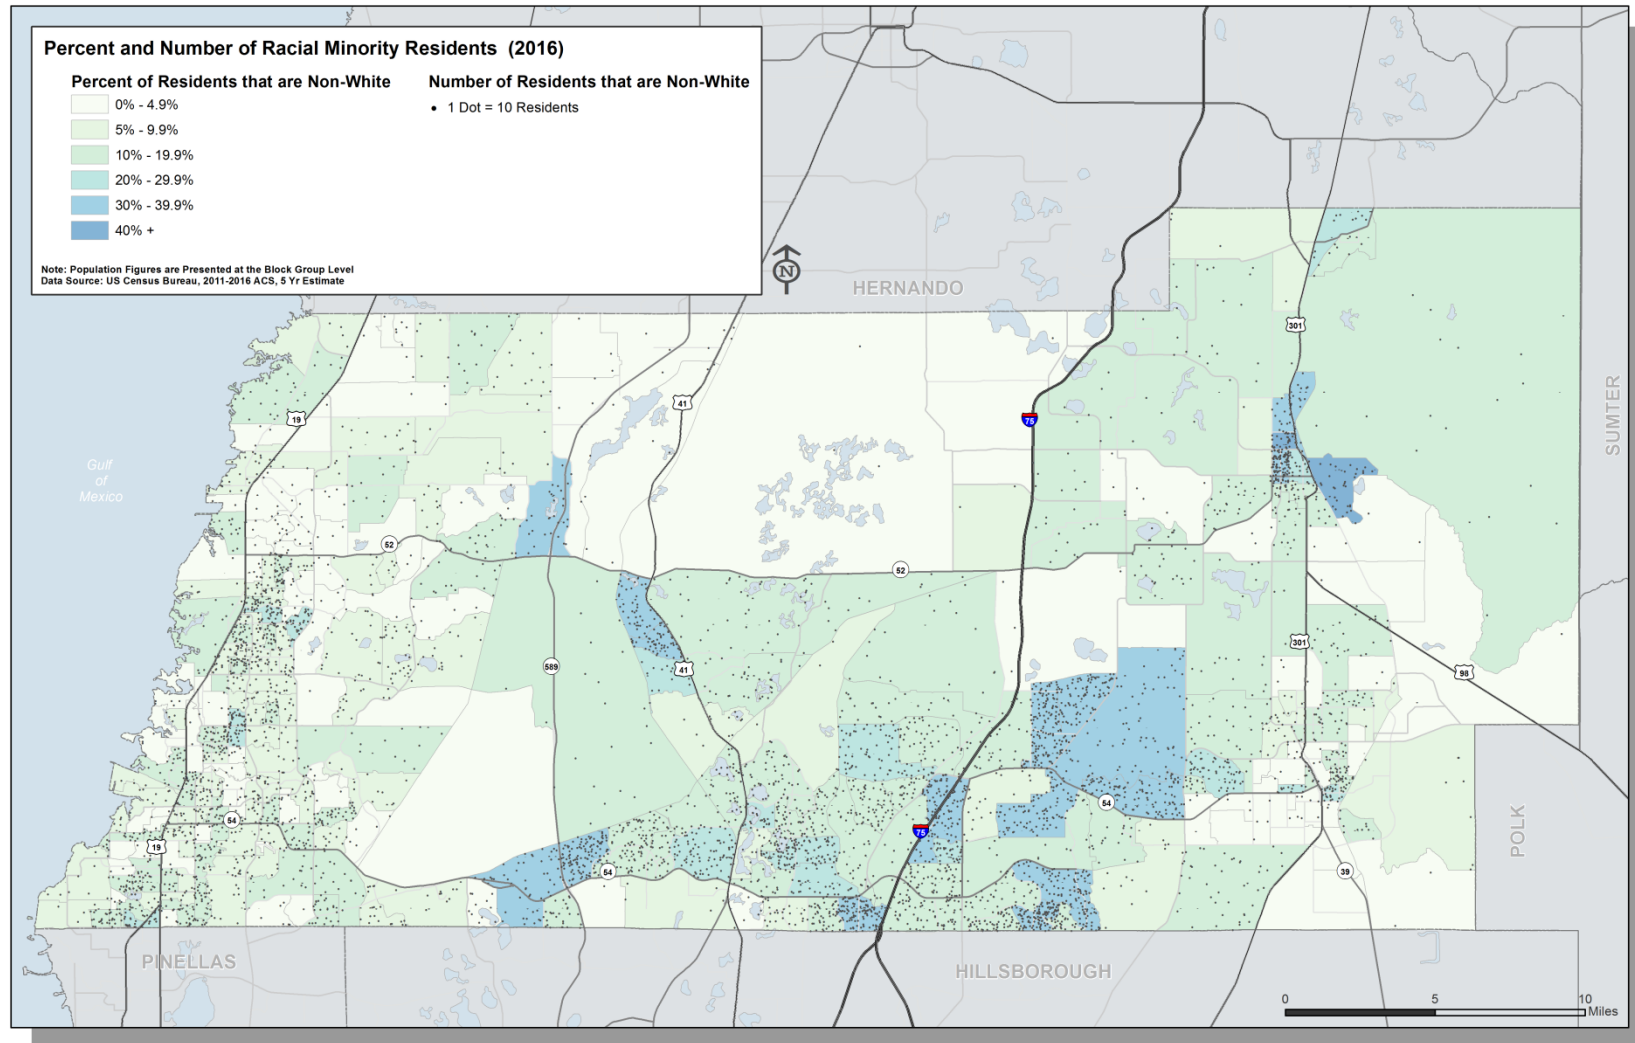 Percent and Number of Racial Minority Residents (2016)
Percent of Residents that are Non-White
0% - 4.9%
5% - 9.9%
10% - 19.9%
20% - 29.9%
30% - 39.9%
40% +
Number of Residents that are Non-White
1 Dot = 10 Residents
Note: Population Figures are Presented at the Block Group Level
Data Source: US Census Bureau, 2011-2016 ACS, 5 Yr Estimate
N
HERNANDO
301
41
19
75
SUMTER
Gulf
of
Mexico
52
52
589
41
301
98
54
54
75
19
54
39
POLK
PINELLAS
HILLSBOROUGH
0 5 10
Miles